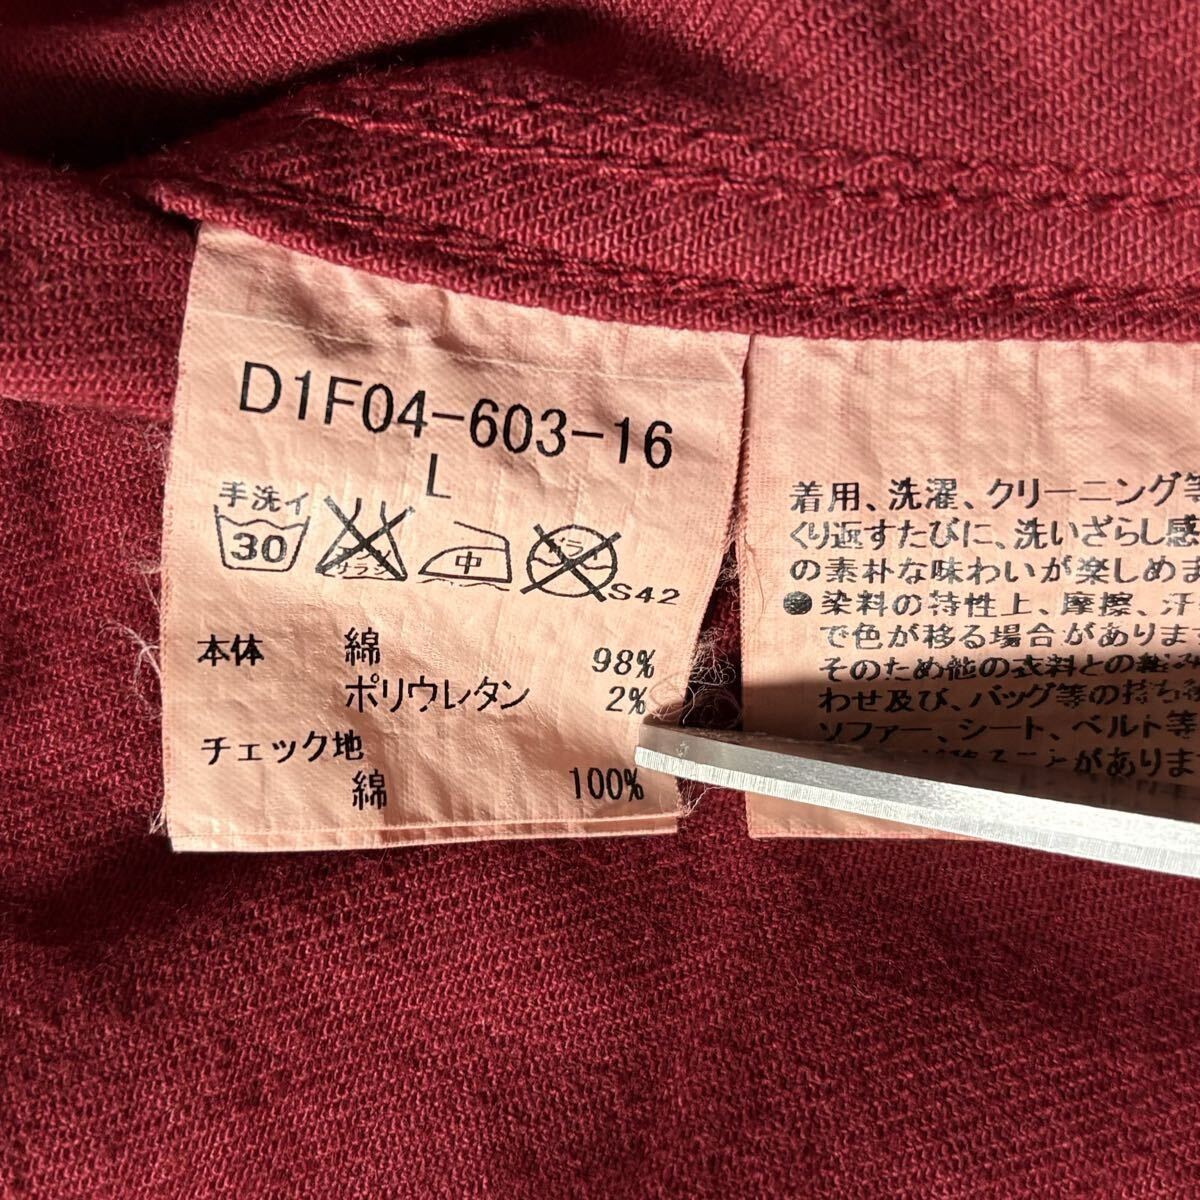 D1F04-603-16
L
手洗イ
30
中
S42
本体 綿 98%
ポリウレタン 2%
チェック地
綿 100%
着用、洗濯、クリーニング等
くり返すたびに、洗いざらし感
の素朴な味わいが楽しめま
●染料の特性上、摩擦、汗
で色が移る場合がありま
そのため他の衣料との組み
わせ及び、バッグ等の持ち
ソファー、シート、ベルト等
ことがありま